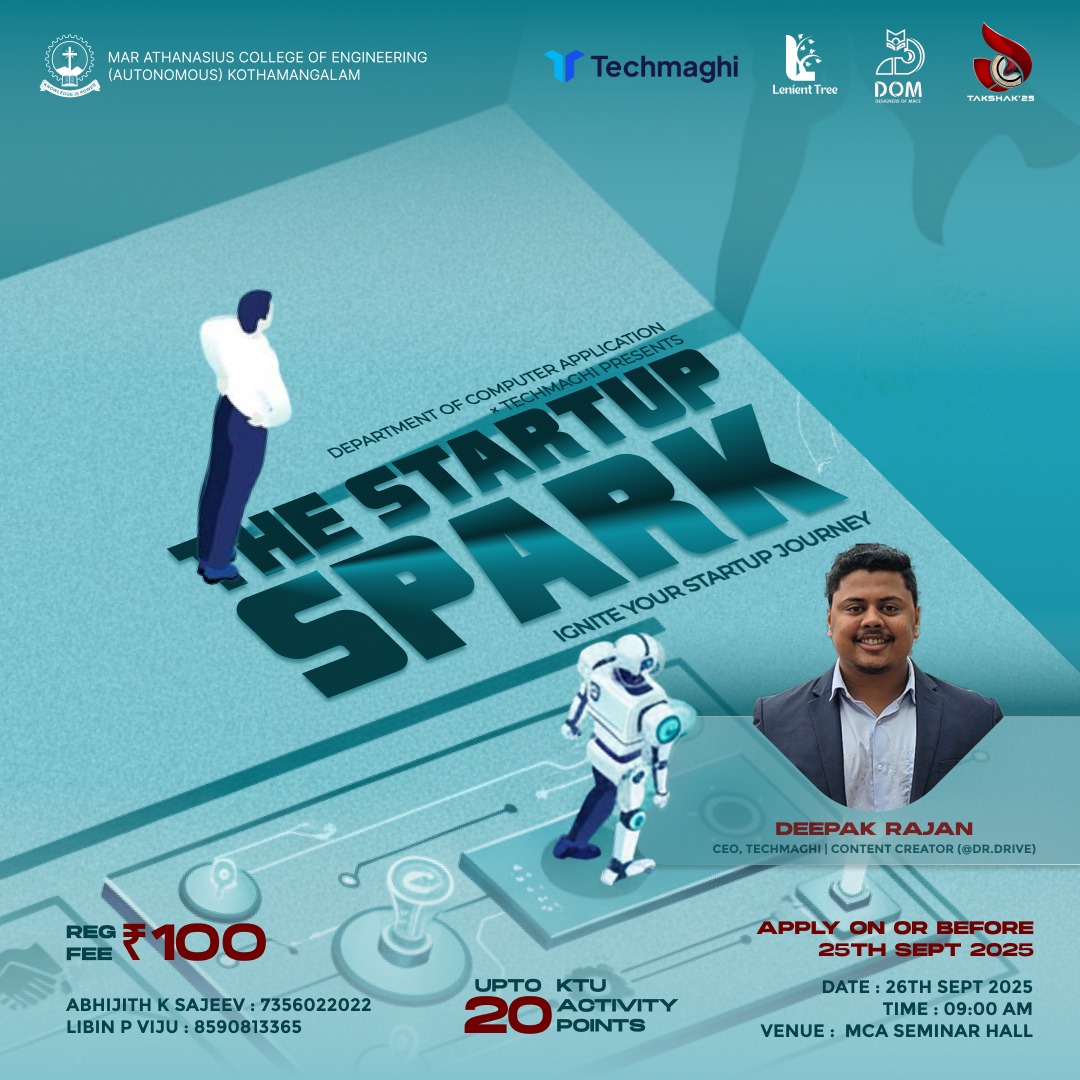 MAR ATHANASIUS COLLEGE OF ENGINEERING
(AUTONOMOUS) KOTHAMANGALAM
KNOWLEDGE IS POWER
Techmaghi
Lenient Tree
DOM
DESIGNERS OF MACE
TAKSHAK'25
DEPARTMENT OF COMPUTER APPLICATION
× TECHMAGHI PRESENTS
THE STARTUP
SPARK
IGNITE YOUR STARTUP JOURNEY
DEEPAK RAJAN
CEO, TECHMAGHI | CONTENT CREATOR (@DR.DRIVE)
REG
FEE ₹100
ABHIJITH K SAJEEV : 7356022022
LIBIN P VIJU : 8590813365
UPTO KTU
20 ACTIVITY
POINTS
APPLY ON OR BEFORE
25TH SEPT 2025
DATE : 26TH SEPT 2025
TIME : 09:00 AM
VENUE : MCA SEMINAR HALL